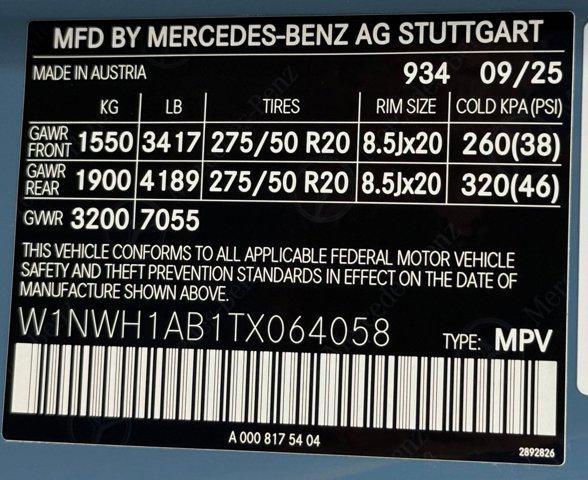 MFD BY MERCEDES-BENZ AG STUTTGART
MADE IN AUSTRIA 934 09/25
KG LB TIRES RIM SIZE COLD KPA(PSI)
GAWR FRONT 1550 3417 275/50 R20 8.5Jx20 260(38)
GAWR REAR 1900 4189 275/50 R20 8.5Jx20 320(46)
GVWR 3200 7055
THIS VEHICLE CONFORMS TO ALL APPLICABLE FEDERAL MOTOR VEHICLE
SAFETY AND THEFT PREVENTION STANDARDS IN EFFECT ON THE DATE OF
MANUFACTURE SHOWN ABOVE.
W1NWH1AB1TX064058 TYPE: MPV
A 000 817 54 04
2892826